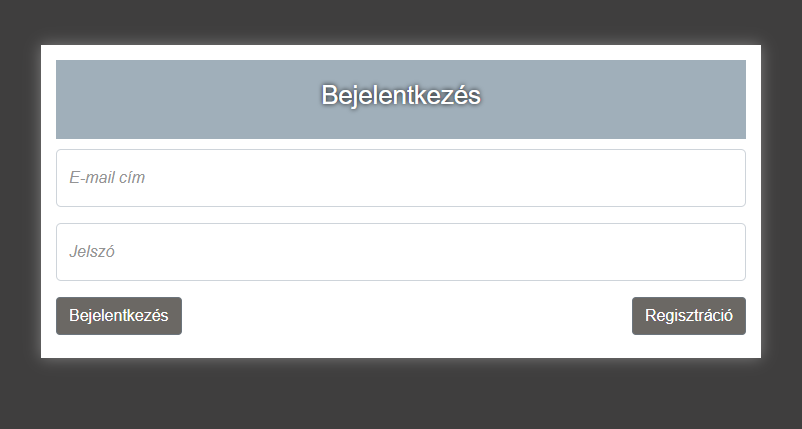 Bejelentkezés
E-mail cím
Jelszó
Bejelentkezés
Regisztráció